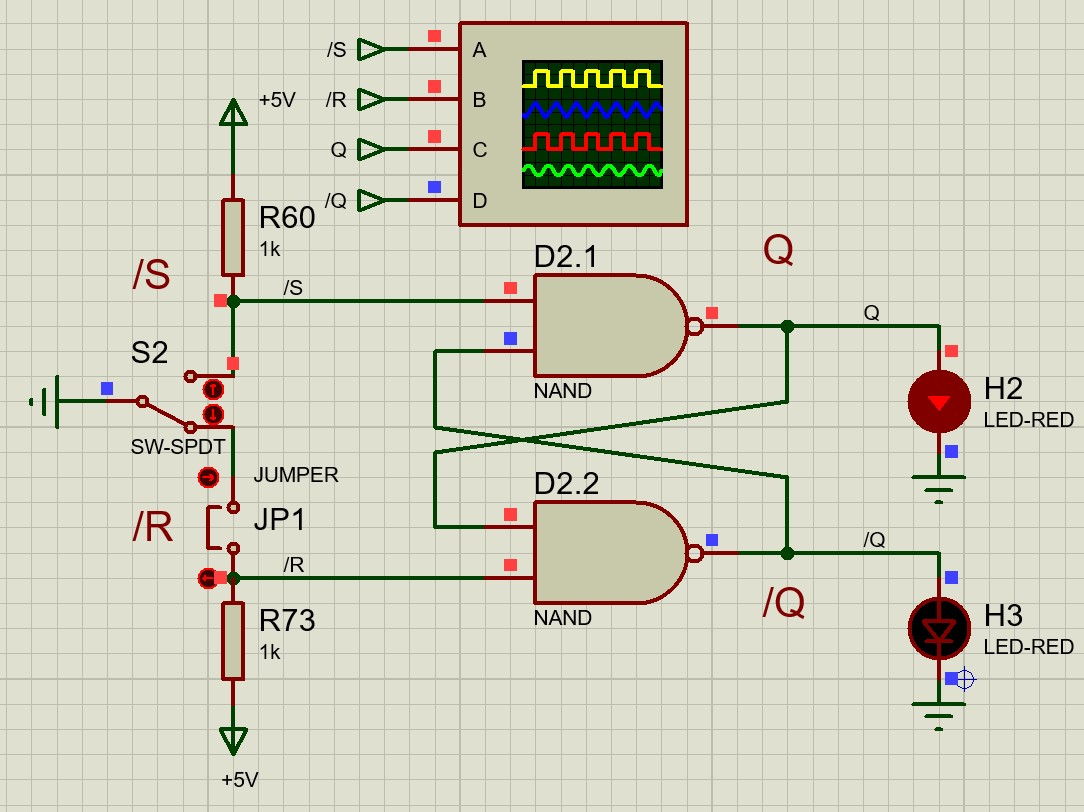 /S
A
+5V
/R
B
Q
C
/Q
D
R60
1k
D2.1
Q
/S
/S
Q
S2
NAND
H2
LED-RED
SW-SPDT
JUMPER
D2.2
/R
JP1
/Q
/R
/Q
R73
NAND
H3
1k
LED-RED
+5V